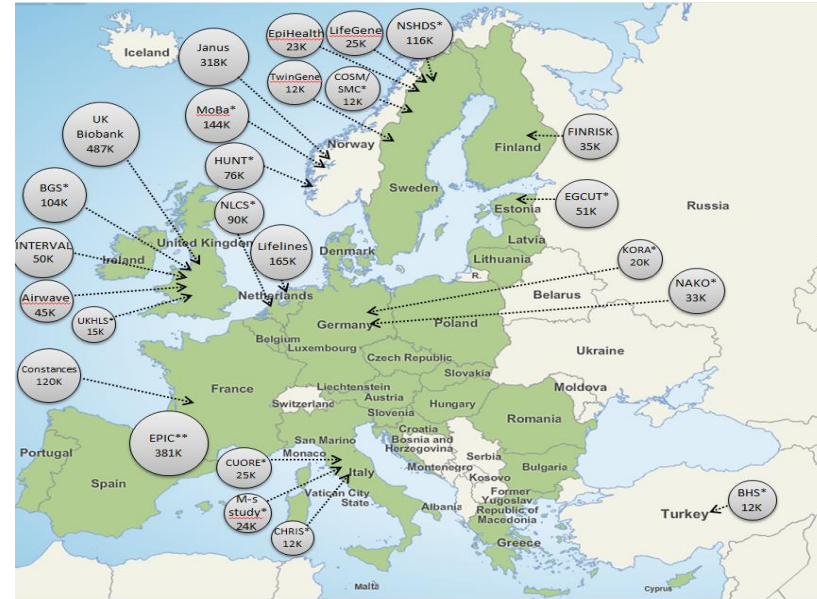 Iceland
Janus
318K
EpiHealth
23K
LifeGene
25K
NSHDS*
116K
TwinGene
12K
COSM/
SMC*
12K
MoBa*
144K
UK
Biobank
487K
Norway
Finland
FINRISK
35K
HUNT*
76K
Sweden
BGS*
104K
NLCS*
90K
EGCUT*
51K
Estonia
Russia
Latvia
Lithuania
R.
INTERVAL
50K
Ireland
United Kingdom
Lifelines
165K
Denmark
KORA*
20K
Airwave
45K
UKHLS*
15K
Netherlands
NAKO*
33K
Belarus
Germany
Poland
Belgium
Luxembourg
Czech Republic
Ukraine
Slovakia
Constances
120K
France
Liechtenstein
Austria
Switzerland
Slovenia
Hungary
Moldova
Romania
EPIC**
381K
San Marino
Monaco
Croatia
Bosnia and
Herzegovina
Serbia
Portugal
Spain
CUORE*
25K
Italy
Montenegro
Kosovo
Bulgaria
M-s
study*
24K
Vatican City
State
Albania
Former
Yugoslav
Republic of
Macedonia
BHS*
12K
Turkey
CHRIS*
12K
Greece
Malta
Cyprus